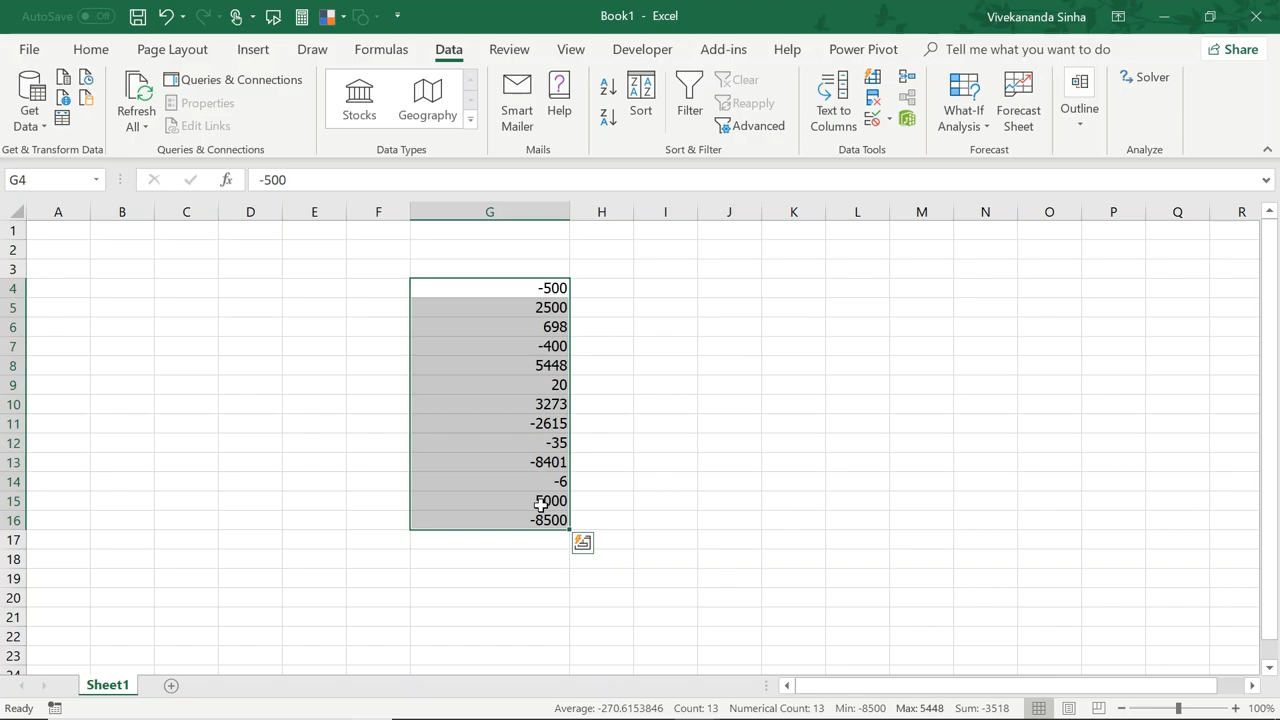 AutoSave Off
Book1 - Excel
Vivekananda Sinha
File Home Page Layout Insert Draw Formulas Data Review View Developer Add-ins Help Power Pivot Tell me what you want to do Share
Get Data
Refresh All
Queries & Connections
Properties
Edit Links
Stocks
Geography
Smart Mailer
Help
Sort
Filter
Clear
Reapply
Advanced
Text to Columns
What-If Analysis
Forecast Sheet
Outline
Solver
Get & Transform Data Queries & Connections Data Types Mails Sort & Filter Data Tools Forecast Analyze
G4 fx -500
A B C D E F G H I J K L M N O P Q R
1
2
3
4 -500
5 2500
6 698
7 -400
8 5448
9 20
10 3273
11 -2615
12 -35
13 -8401
14 -6
15 5000
16 -8500
17
18
19
20
21
22
23
24
Sheet1
Ready Average: -270.6153846 Count: 13 Numerical Count: 13 Min: -8500 Max: 5448 Sum: -3518 100%